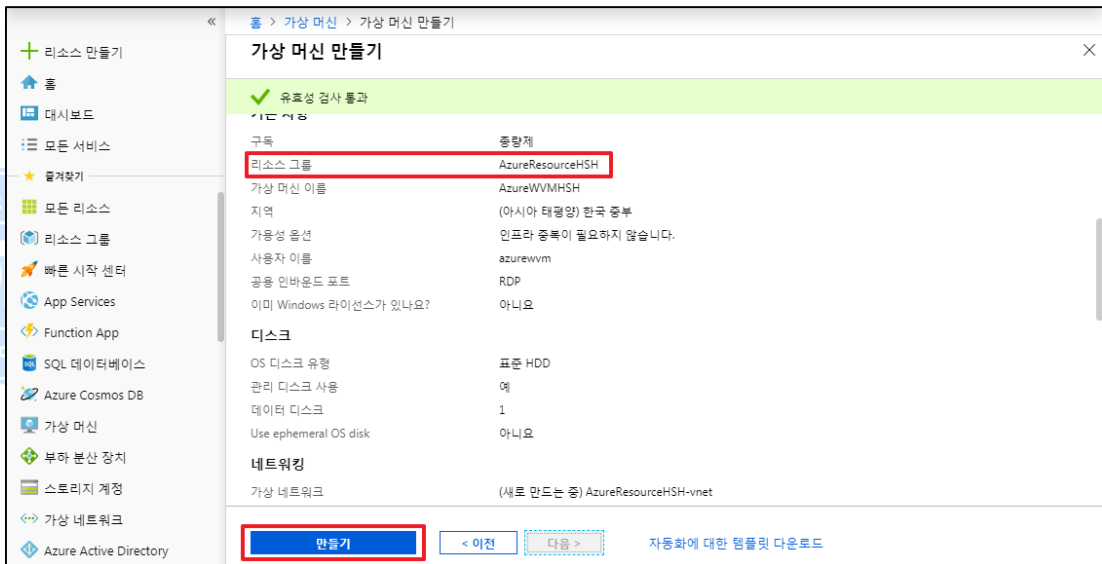 «
홈 > 가상 머신 > 가상 머신 만들기
리소스 만들기
홈
대시보드
모든 서비스
즐겨찾기
모든 리소스
리소스 그룹
빠른 시작 센터
App Services
Function App
SQL 데이터베이스
Azure Cosmos DB
가상 머신
부하 분산 장치
스토리지 계정
가상 네트워크
Azure Active Directory
가상 머신 만들기
유효성 검사 통과
구독 종량제
리소스 그룹 AzureResourceHSH
가상 머신 이름 AzureWVMHSH
지역 (아시아 태평양) 한국 중부
가용성 옵션 인프라 중복이 필요하지 않습니다.
사용자 이름 azurewvm
공용 인바운드 포트 RDP
이미 Windows 라이선스가 있나요? 아니요
디스크
OS 디스크 유형 표준 HDD
관리 디스크 사용 예
데이터 디스크 1
Use ephemeral OS disk 아니요
네트워킹
가상 네트워크 (새로 만드는 중) AzureResourceHSH-vnet
만들기 < 이전 다음 > 자동화에 대한 템플릿 다운로드